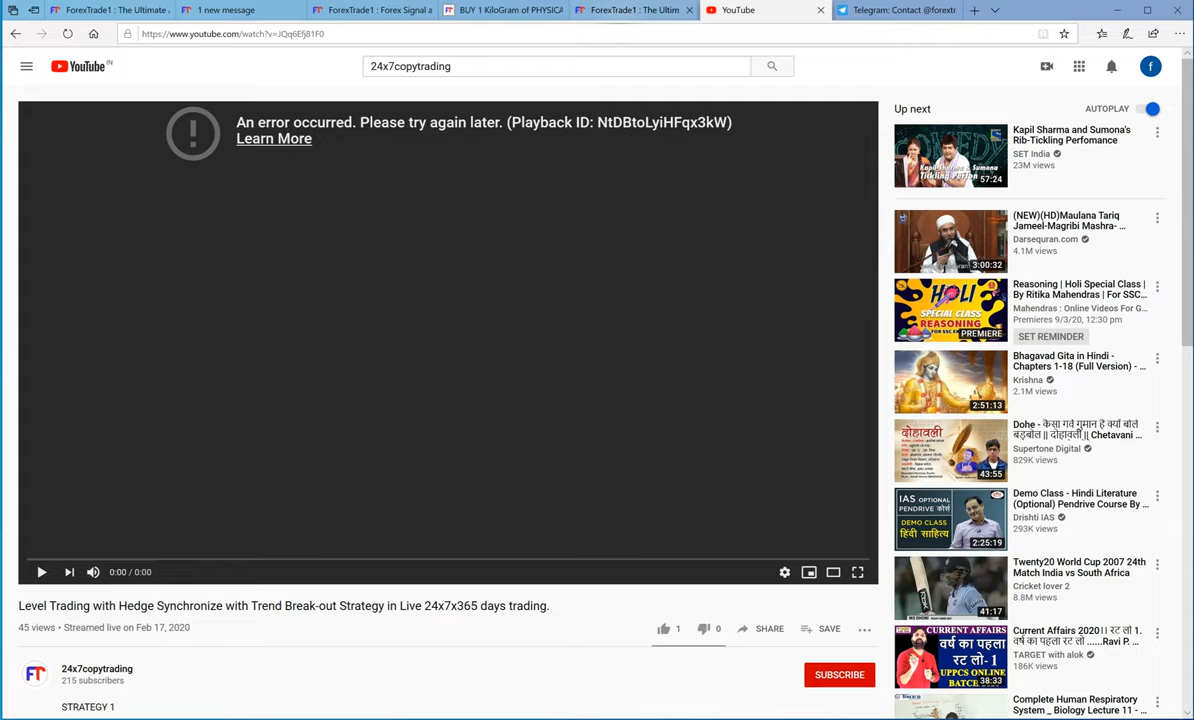 ForexTrade1 : The Ultimate
1 new message
ForexTrade1 : Forex Signal a
BUY 1 KiloGram of PHYSICA
ForexTrade1 : The Ultim
YouTube
Telegram: Contact @forextr
https://www.youtube.com/watch?v=JQq6Efj81F0
YouTube IN
24x7copytrading
f
An error occurred. Please try again later. (Playback ID: NtDBtoLyiHFqx3kW)
Learn More
0:00 / 0:00
Level Trading with Hedge Synchronize with Trend Break-out Strategy in Live 24x7x365 days trading.
45 views • Streamed live on Feb 17, 2020
1
0
SHARE
SAVE
FT
24x7copytrading
215 subscribers
SUBSCRIBE
STRATEGY 1
Up next
AUTOPLAY
COMEDY
Kapil Sharma & Sumona
57:24
Kapil Sharma and Sumona's
Rib-Tickling Perfomance
SET India
23M views
3:00:32
(NEW)(HD)Maulana Tariq
Jameel-Magribi Mashra- ...
Darsequran.com
4.1M views
HOLI
SPECIAL CLASS
REASONING
PREMIERE
Reasoning | Holi Special Class |
By Ritika Mahendras | For SSC...
Mahendras : Online Videos For G...
Premieres 9/3/20, 12:30 pm
SET REMINDER
2:51:13
Bhagavad Gita in Hindi -
Chapters 1-18 (Full Version) - ...
Krishna
2.1M views
दोहावली
43:55
Dohe - कैसा गर्व गुमान है क्यों बोले
बड़बोल || दोहावली || Chetavani ...
Supertone Digital
829K views
IAS OPTIONAL
PENDRIVE कोर्स
DEMO CLASS
हिंदी साहित्य
2:25:19
Demo Class - Hindi Literature
(Optional) Pendrive Course By ...
Drishti IAS
293K views
MS.DHONI
41:17
Twenty20 World Cup 2007 24th
Match India vs South Africa
Cricket lover 2
8.8M views
CURRENT AFFAIRS
वर्ष का पहला
रट लो-1
UPPCS ONLINE
BATCH
38:33
Current Affairs 2020।। रट लो 1.
वर्ष का पहला रट लो ......Ravi P. ...
TARGET with alok
186K views
Complete Human Respiratory
System _ Biology Lecture 11 - ...